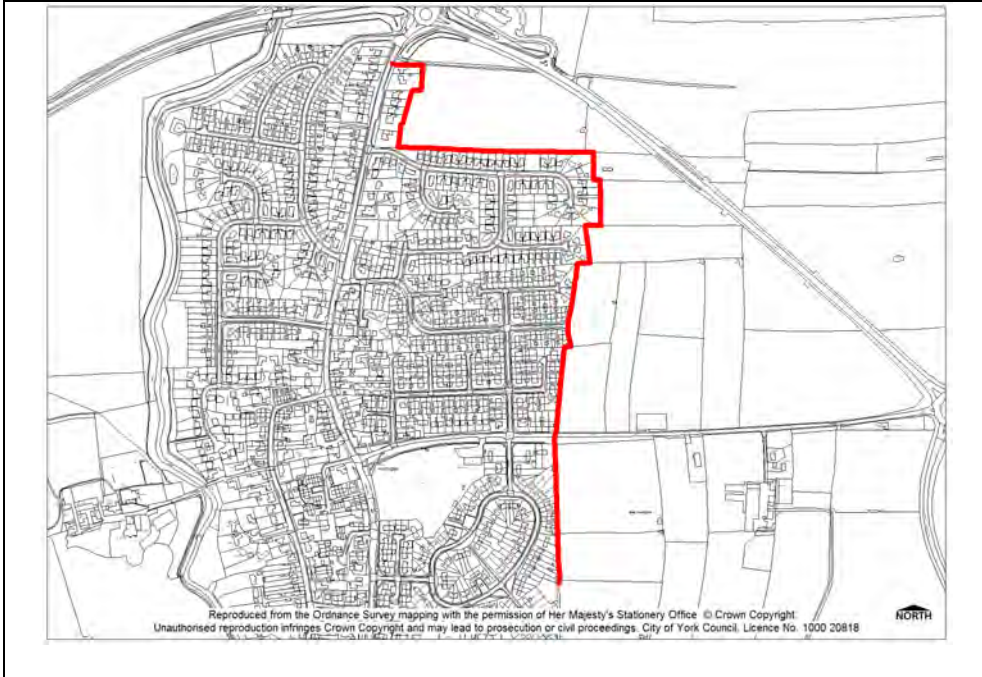 Reproduced from the Ordnance Survey mapping with the permission of Her Majesty's Stationery Office © Crown Copyright.
Unauthorised reproduction infringes Crown Copyright and may lead to prosecution or civil proceedings. City of York Council. Licence No. 1000 20818
NORTH